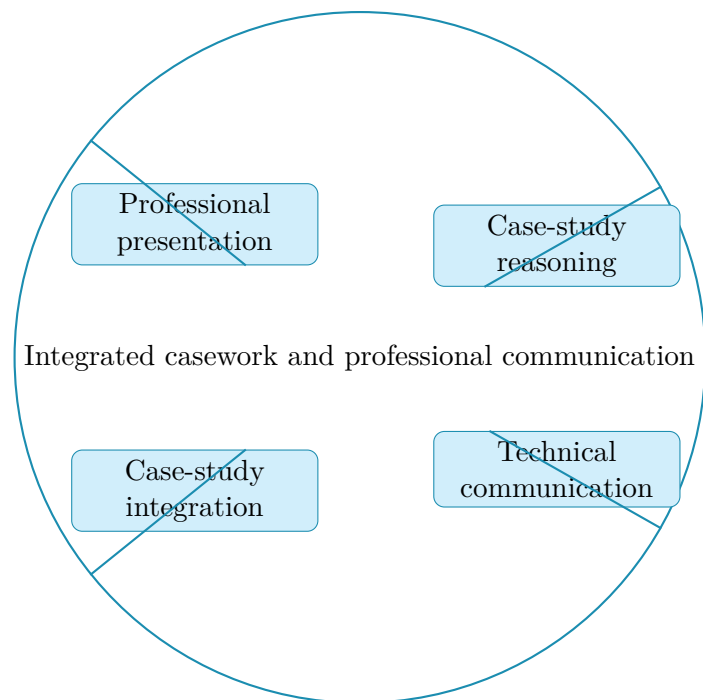 Professional
presentation
Case-study
reasoning
Integrated casework and professional communication
Case-study
integration
Technical
communication